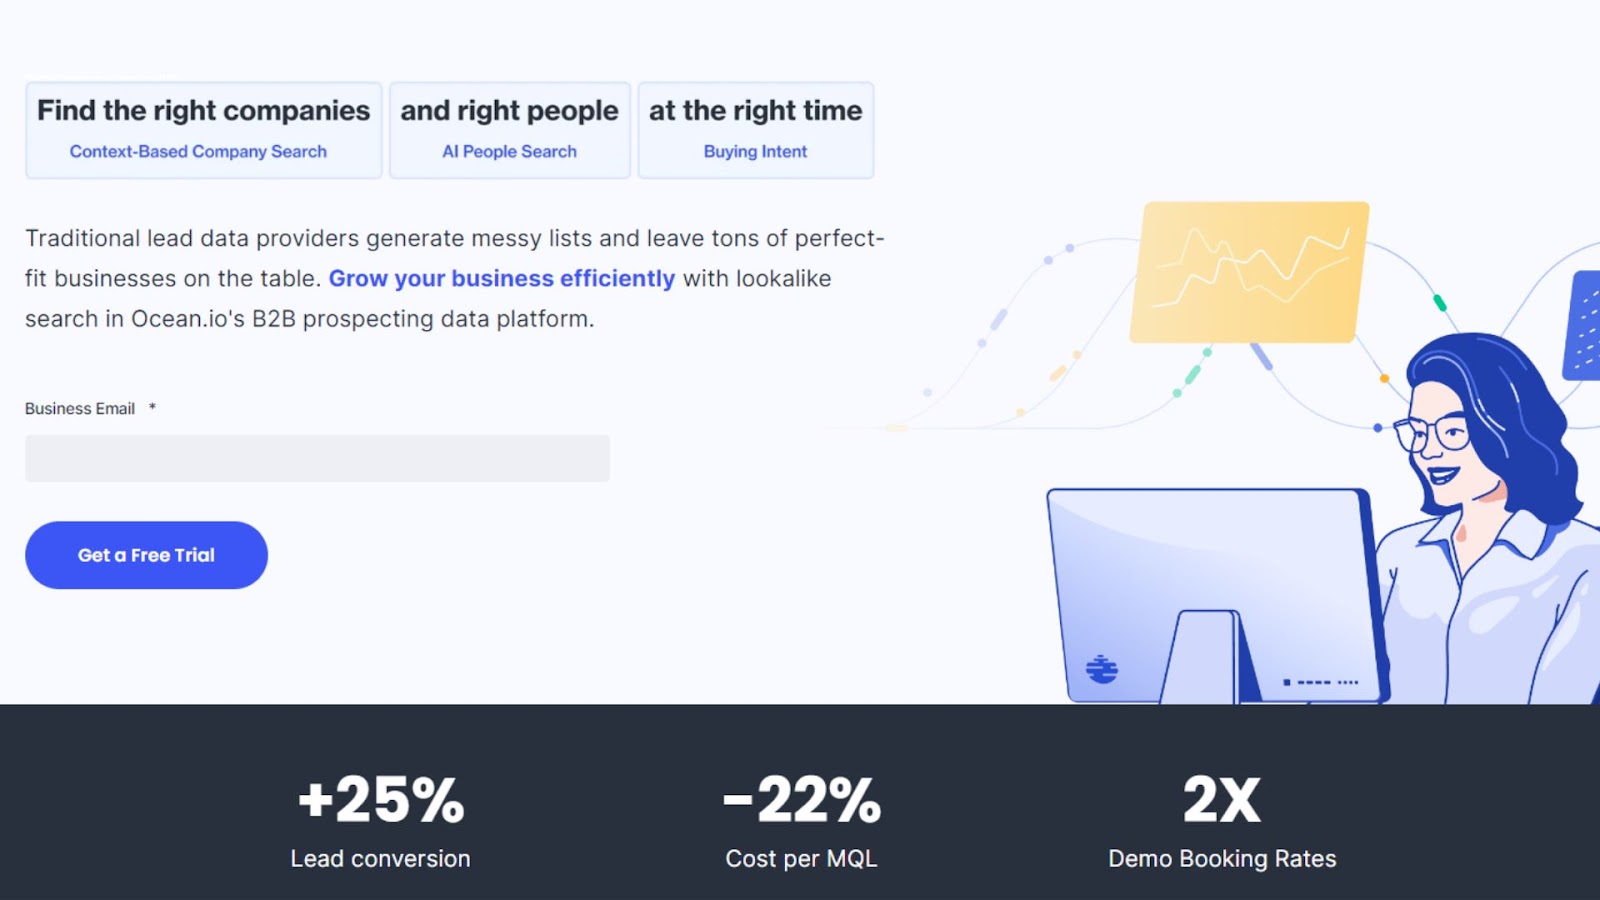 Find the right companies and right people at the right time
Context-Based Company Search AI People Search Buying Intent
Traditional lead data providers generate messy lists and leave tons of perfect-
fit businesses on the table. Grow your business efficiently with lookalike
search in Ocean.io's B2B prospecting data platform.
Business Email *
Get a Free Trial
+25% -22% 2X
Lead conversion Cost per MQL Demo Booking Rates